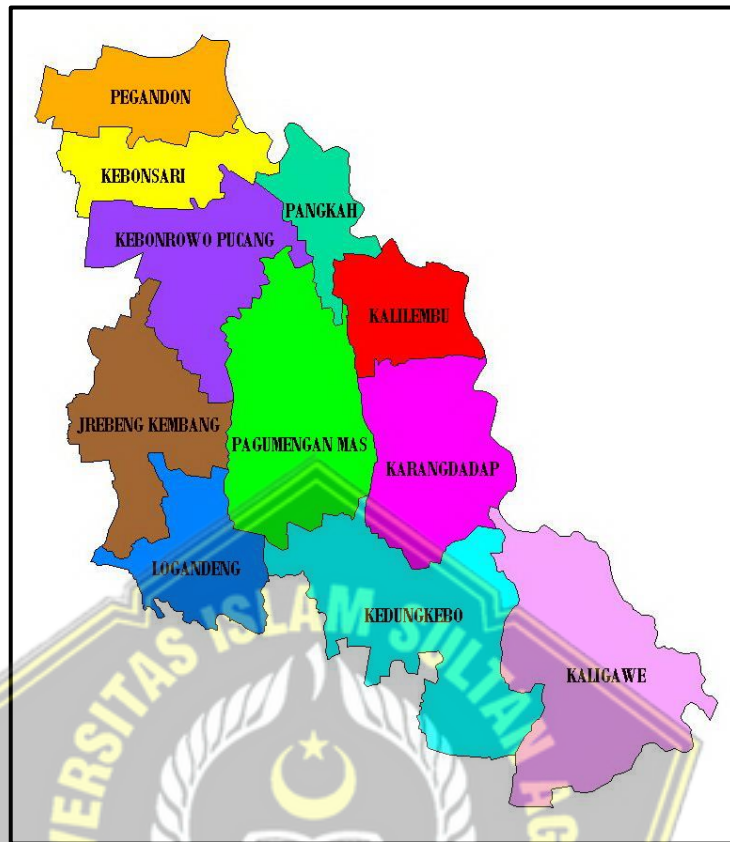 PEGANDON
KEBONSARI
PANGKAH
KEBONROWO PUCANG
KALILEMBU
JREBENG KEMBANG
PAGUMENGAN MAS
KARANGDADAP
LOGANDENG
KEDUNGKEBO
KALIGAWE
ERSITAS ISLAM SULTAN AG